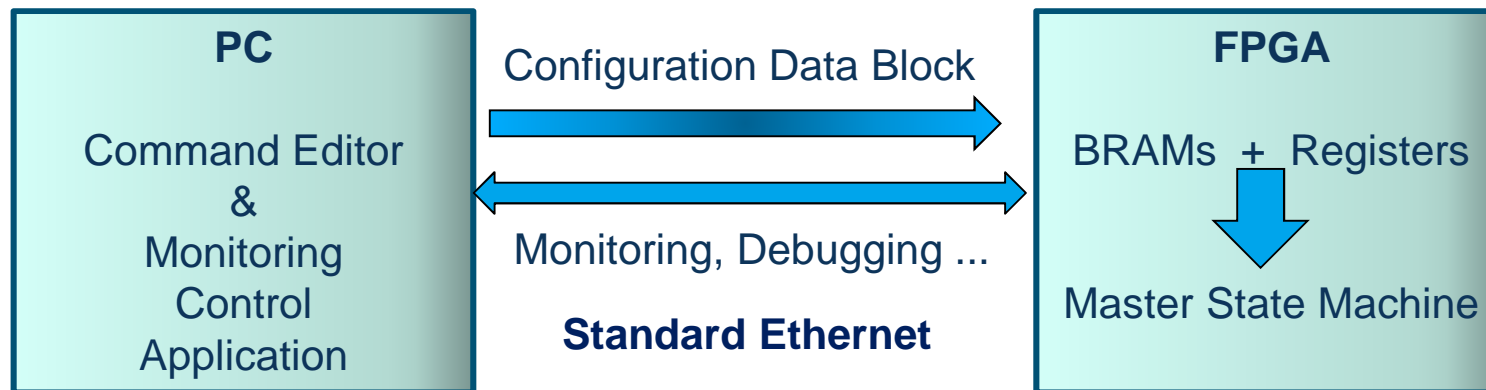 PC
Command Editor
&
Monitoring
Control
Application
Configuration Data Block
Monitoring, Debugging ...
Standard Ethernet
FPGA
BRAMs + Registers
Master State Machine